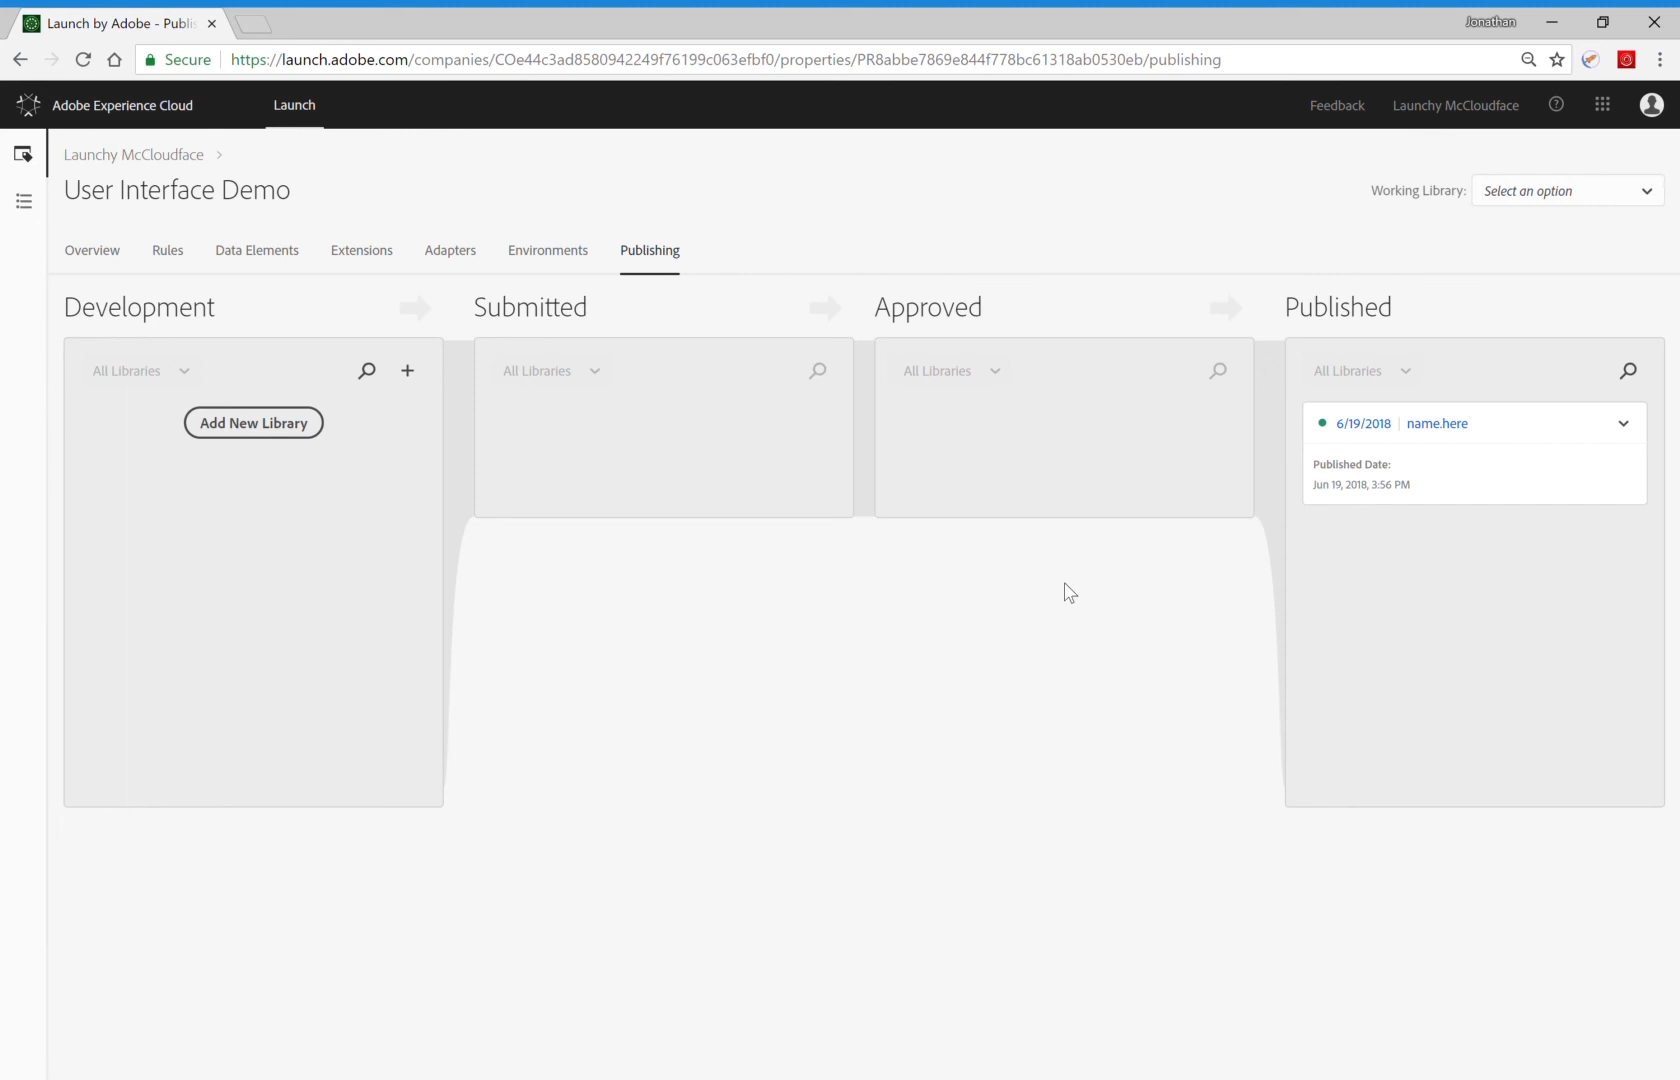 Launch by Adobe - Publis
Jonathan
Secure
https://launch.adobe.com/companies/COe44c3ad8580942249f76199c063efbf0/properties/PR8abbe7869e844f778bc61318ab0530eb/publishing
Adobe Experience Cloud
Launch
Feedback
Launchy McCloudface
Launchy McCloudface
User Interface Demo
Working Library:
Select an option
Overview
Rules
Data Elements
Extensions
Adapters
Environments
Publishing
Development
Submitted
Approved
Published
All Libraries
All Libraries
All Libraries
All Libraries
Add New Library
6/19/2018
name.here
Published Date:
Jun 19, 2018, 3:56 PM